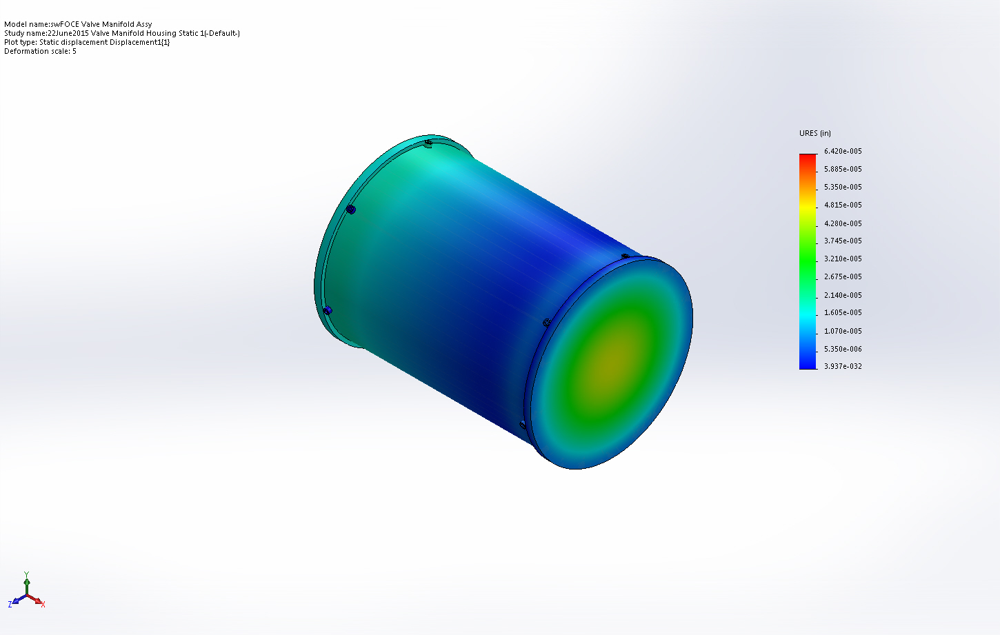 Model name:swFOCE Valve Manifold Assy
Study name:22June2015 Valve Manifold Housing Static 1(-Default-)
Plot type: Static displacement Displacement1{1}
Deformation scale: 5
URES (in)
6.420e-005
5.885e-005
5.350e-005
4.815e-005
4.280e-005
3.745e-005
3.210e-005
2.675e-005
2.140e-005
1.605e-005
1.070e-005
5.350e-006
3.937e-032
Y
Z
X